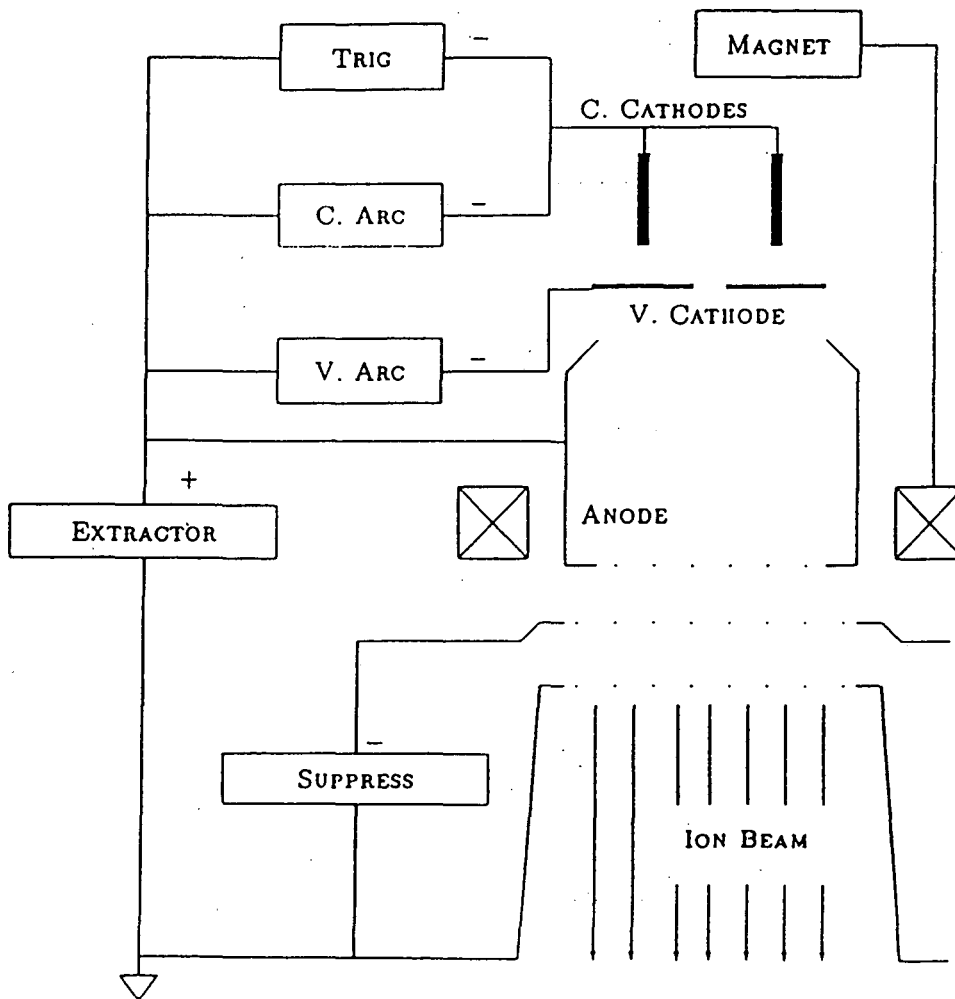 TRIG
MAGNET
C. CATHODES
C. ARC
V. CATHODE
V. ARC
ANODE
EXTRACTOR
SUPPRESS
ION BEAM
−
−
−
+
−